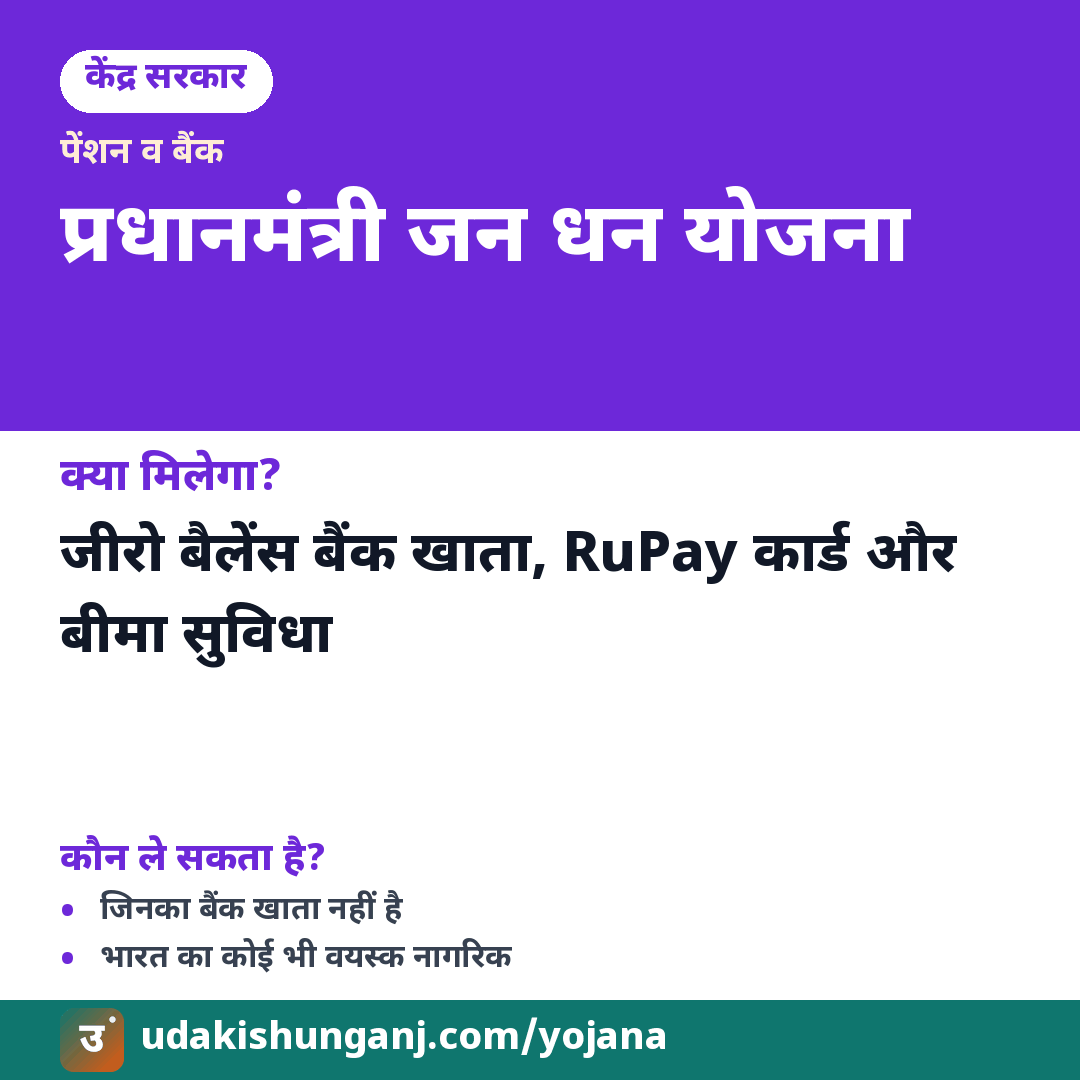 केंद्र सरकार
पेंशन व बैंक
प्रधानमंत्री जन धन योजना
क्या मिलेगा?
जीरो बैलेंस बैंक खाता, RuPay कार्ड और
बीमा सुविधा
कौन ले सकता है?
• जिनका बैंक खाता नहीं है
• भारत का कोई भी वयस्क नागरिक
उ udakishunganj.com/yojana